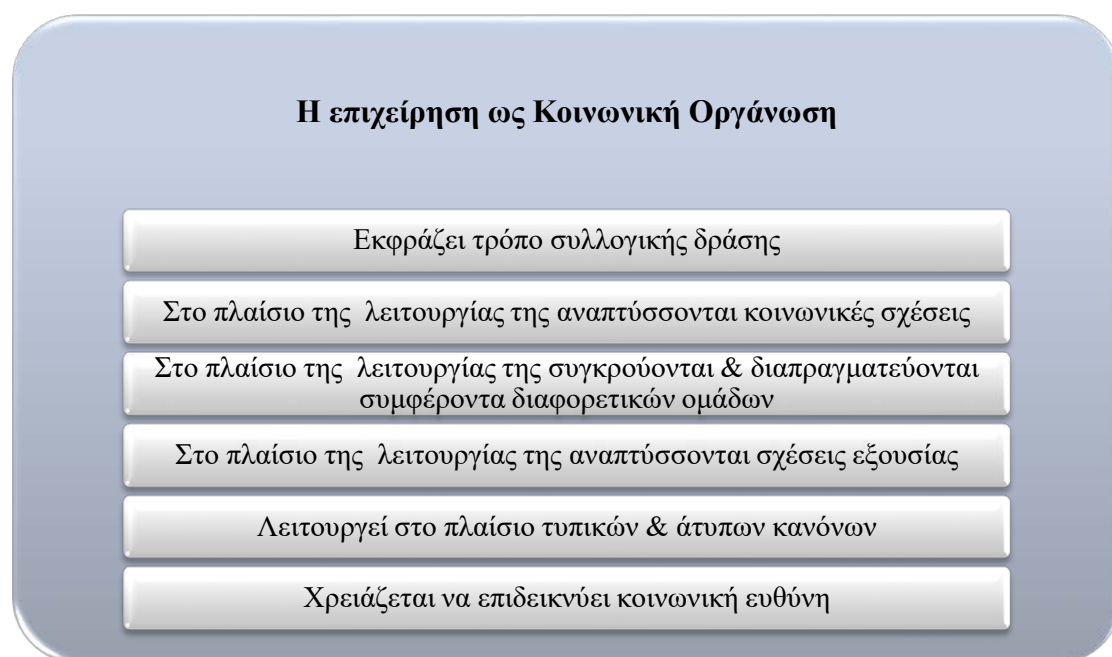 Η επιχείρηση ως Κοινωνική Οργάνωση
Εκφράζει τρόπο συλλογικής δράσης
Στο πλαίσιο της λειτουργίας της αναπτύσσονται κοινωνικές σχέσεις
Στο πλαίσιο της λειτουργίας της συγκρούονται & διαπραγματεύονται
συμφέροντα διαφορετικών ομάδων
Στο πλαίσιο της λειτουργίας της αναπτύσσονται σχέσεις εξουσίας
Λειτουργεί στο πλαίσιο τυπικών & άτυπων κανόνων
Χρειάζεται να επιδεικνύει κοινωνική ευθύνη